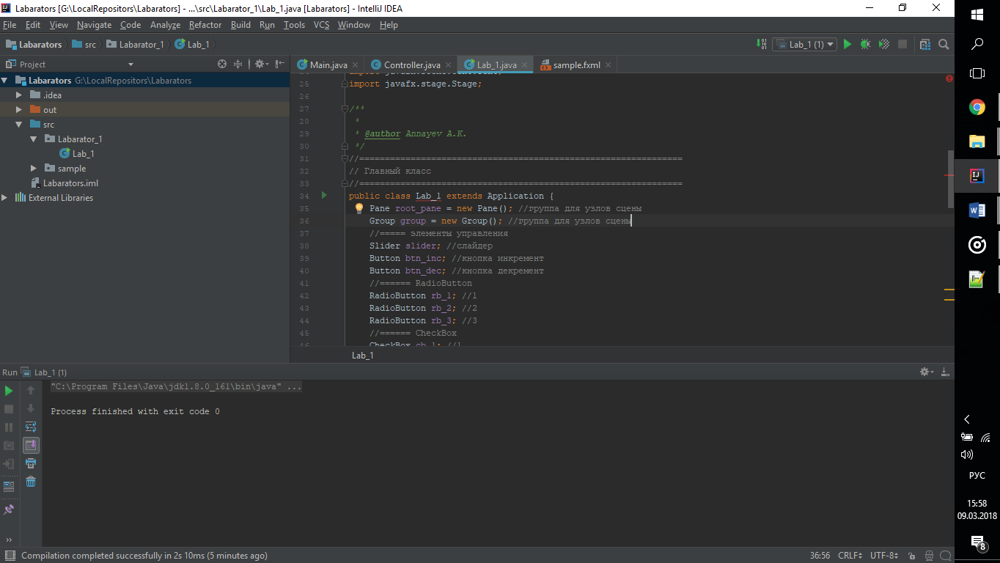 Labarators [G:\LocalRepositors\Labarators] - ...\src\Labarator_1\Lab_1.java [Labarators] - IntelliJ IDEA
File Edit View Navigate Code Analyze Refactor Build Run Tools VCS Window Help
Labarators src Labarator_1 Lab_1
Lab_1 (1)
Project
Main.java Controller.java Lab_1.java sample.fxml
Labarators G:\LocalRepositors\Labarators
.idea
out
src
Labarator_1
Lab_1
sample
Labarators.iml
External Libraries
25 import javafx.stage.Stage;
26
27 /**
28 *
29 * @author Annayev A.K.
30 */
31 //===============================================================
32 // Главный класс
33 //===============================================================
34 public class Lab_1 extends Application {
35 Pane root_pane = new Pane(); //группа для узлов сцены
36 Group group = new Group(); //группа для узлов сцены
37 //===== элементы управления
38 Slider slider; //слайдер
39 Button btn_inc; //кнопка инкремент
40 Button btn_dec; //кнопка декремент
41 //====== RadioButton
42 RadioButton rb_1; //1
43 RadioButton rb_2; //2
44 RadioButton rb_3; //3
45 //====== CheckBox
46 CheckBox cb_1; //1
Lab_1
Run Lab_1 (1)
"C:\Program Files\Java\jdk1.8.0_161\bin\java" ...
Process finished with exit code 0
Compilation completed successfully in 2s 10ms (5 minutes ago)
36:56 CRLF UTF-8
РУС
15:58
09.03.2018
8